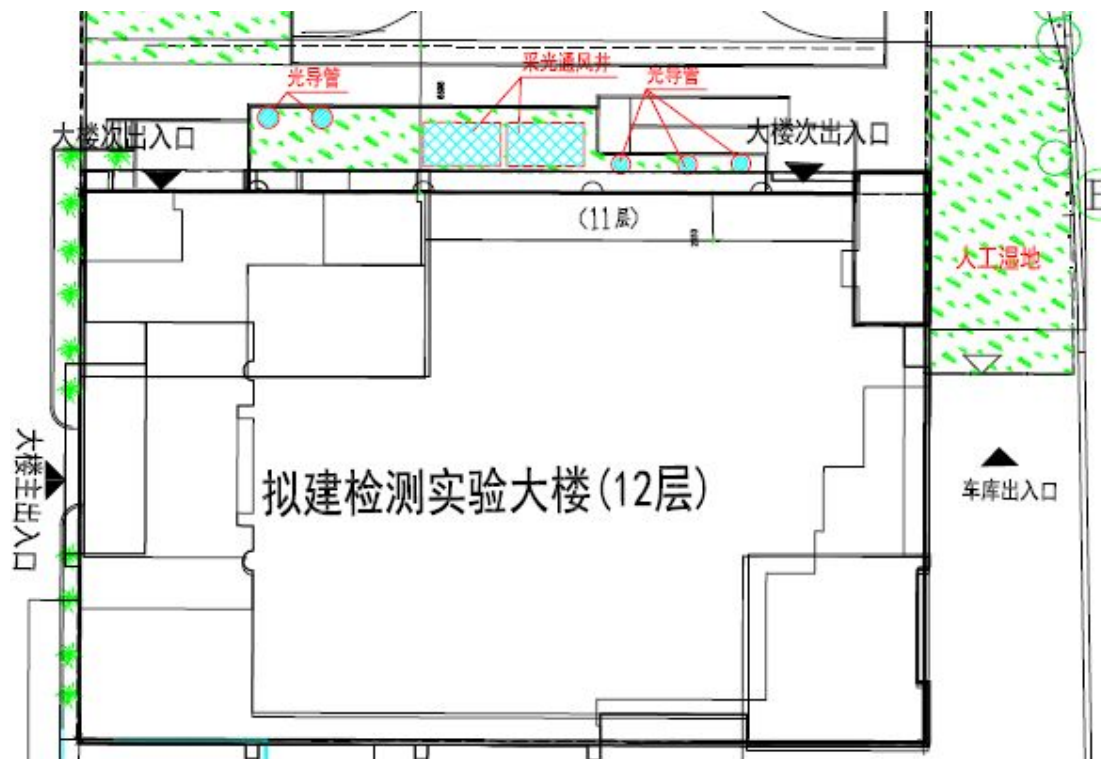 采光通风井
光导管
光导管
大楼次出入口
大楼次出入口
(11层)
人工湿地
大楼主出入口
拟建检测实验大楼(12层)
车库出入口